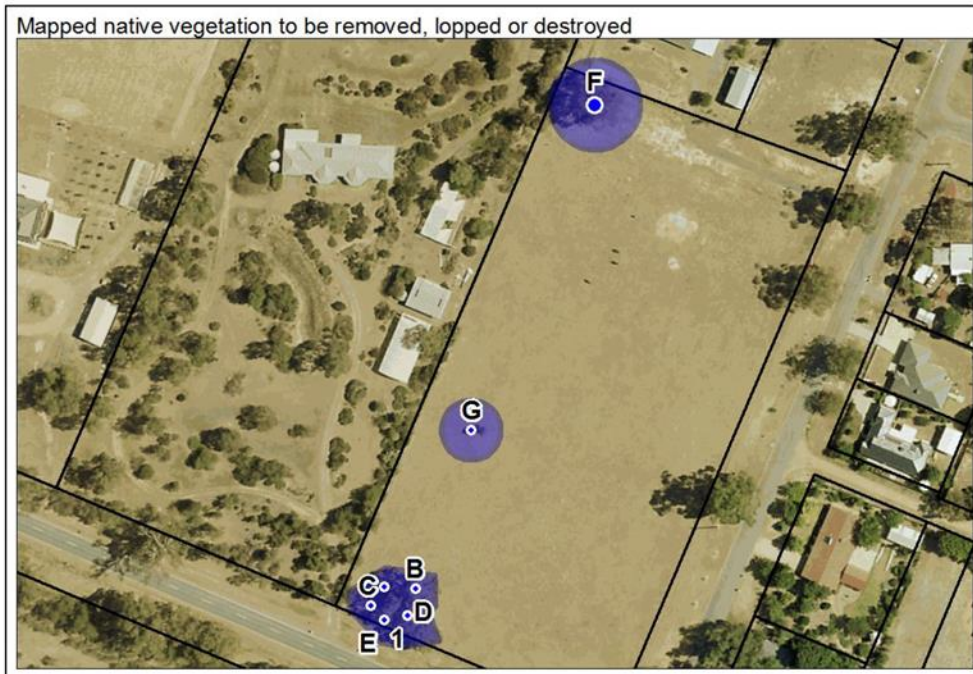 Mapped native vegetation to be removed, lopped or destroyed
F
G
C B
D
E 1